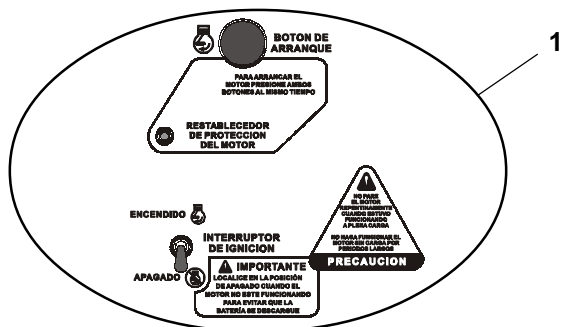 BOTON DE
ARRANQUE
1
PARA ARRANCAR EL
MOTOR PRESIONE AMBOS
BOTONES AL MISMO TIEMPO
RESTABLECEDOR
DE PROTECCION
DEL MOTOR
NO PARE
EL MOTOR
REPENTINAMENTE
CUANDO ESTUVO
FUNCIONANDO
A PLENA CARGA
NO HAGA FUNCIONAR EL
MOTOR SIN CARGA POR
PERIODOS LARGOS
PRECAUCION
ENCENDIDO
INTERRUPTOR
DE IGNICION
APAGADO
IMPORTANTE
LOCALICE EN LA POSICIÓN
DE APAGADO CUANDO EL
MOTOR NO ESTE FUNCIONANDO
PARA EVITAR QUE LA
BATERÍA SE DESCARGUE